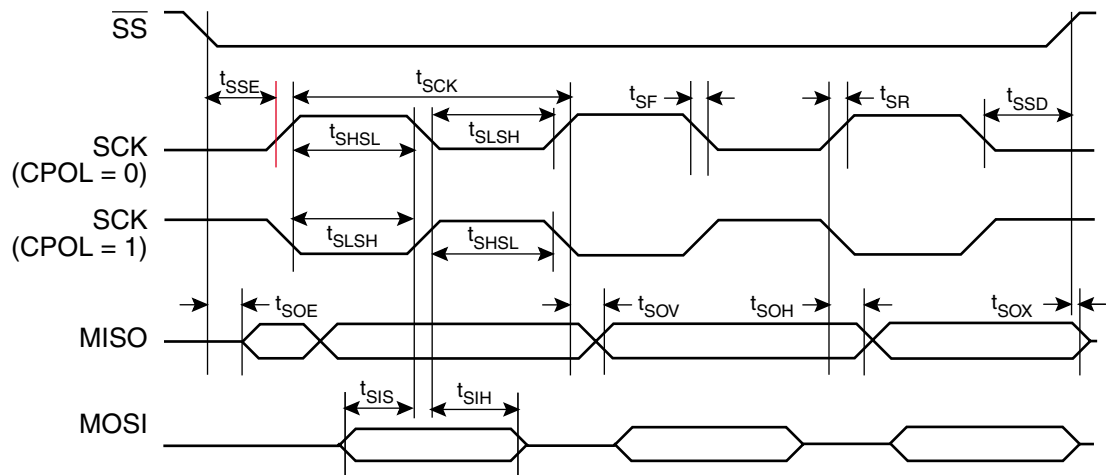 SS
tSSE
tSCK
tSF
tSR
tSSD
SCK
(CPOL = 0)
tSHSL
tSLSH
SCK
(CPOL = 1)
tSLSH
tSHSL
tSOE
tSOV
tSOH
tSOX
MISO
tSIS
tSIH
MOSI